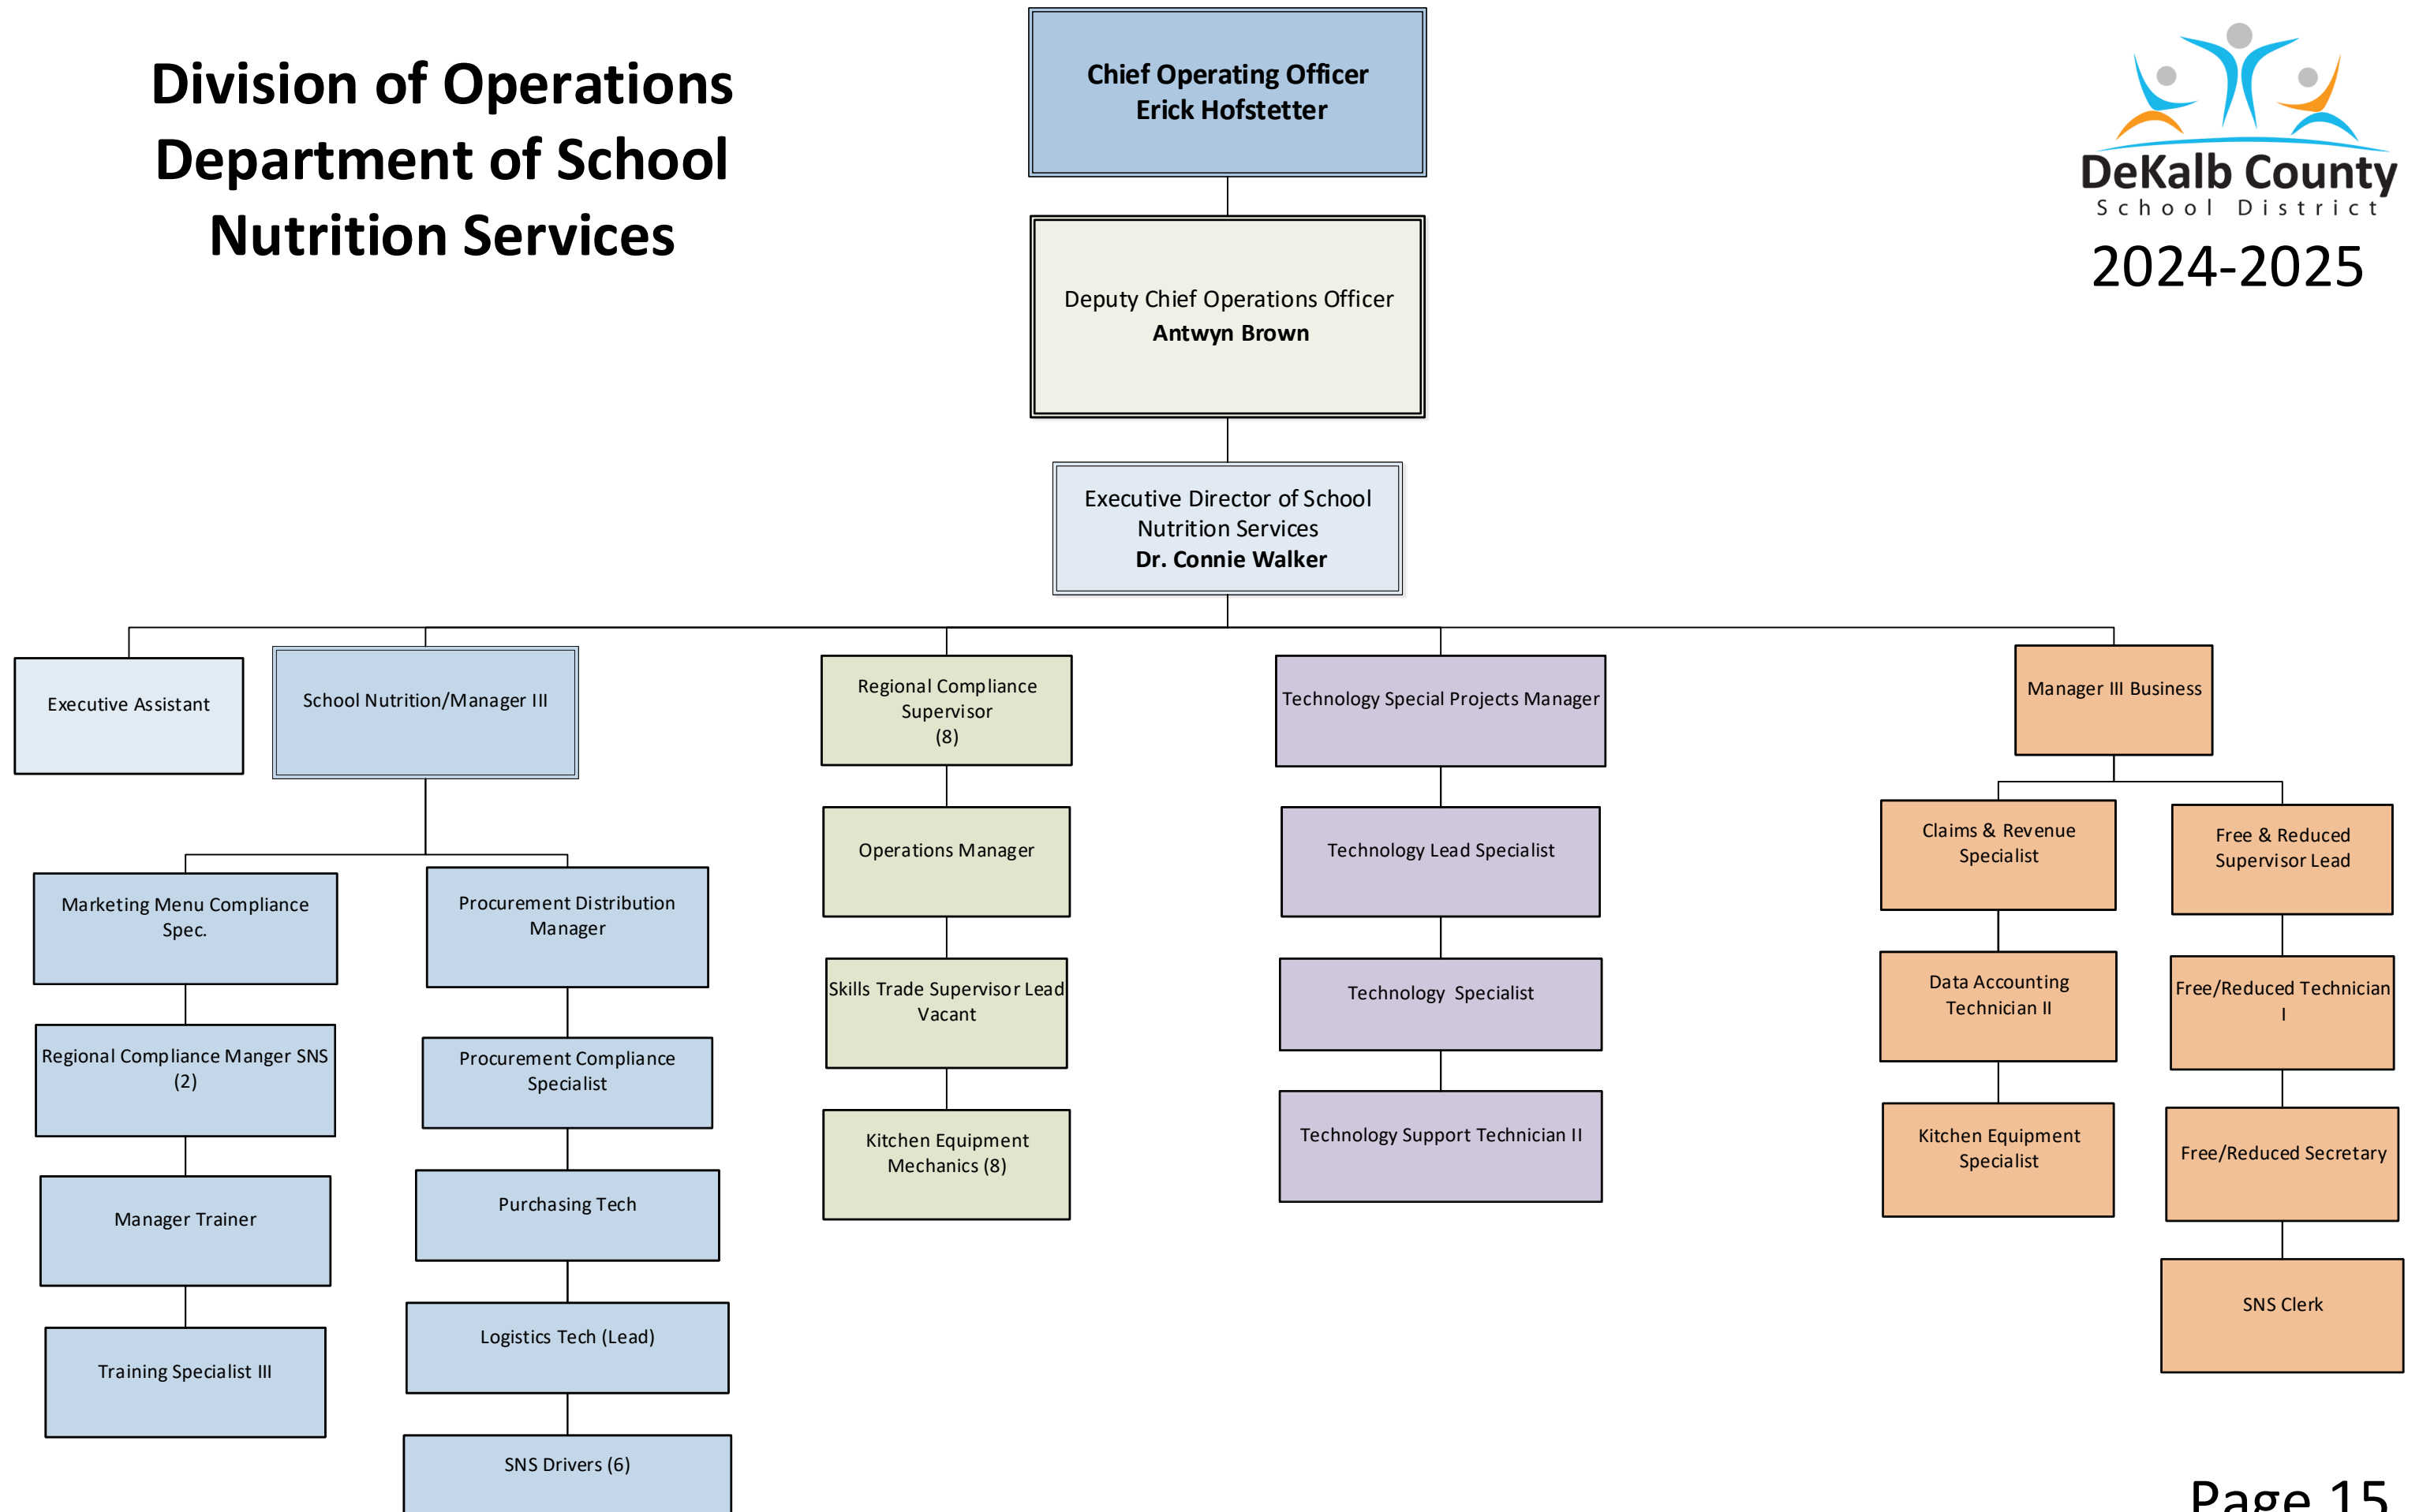 Division of Operations
Department of School
Nutrition Services
Chief Operating Officer
Erick Hofstetter
DeKalb County
School District
2024-2025
Deputy Chief Operations Officer
Antwyn Brown
Executive Director of School
Nutrition Services
Dr. Connie Walker
Executive Assistant
School Nutrition/Manager III
Regional Compliance
Supervisor
(8)
Technology Special Projects Manager
Manager III Business
Marketing Menu Compliance
Spec.
Regional Compliance Manger SNS
(2)
Manager Trainer
Training Specialist III
Procurement Distribution
Manager
Procurement Compliance
Specialist
Purchasing Tech
Logistics Tech (Lead)
SNS Drivers (6)
Operations Manager
Skills Trade Supervisor Lead
Vacant
Kitchen Equipment
Mechanics (8)
Technology Lead Specialist
Technology  Specialist
Technology Support Technician II
Claims & Revenue
Specialist
Data Accounting
Technician II
Kitchen Equipment
Specialist
Free & Reduced
Supervisor Lead
Free/Reduced Technician
I
Free/Reduced Secretary
SNS Clerk
Page 15